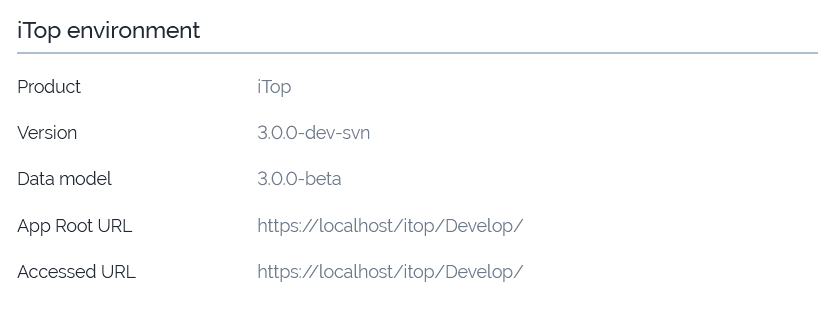 iTop environment
Product iTop
Version 3.0.0-dev-svn
Data model 3.0.0-beta
App Root URL https://localhost/itop/Develop/
Accessed URL https://localhost/itop/Develop/